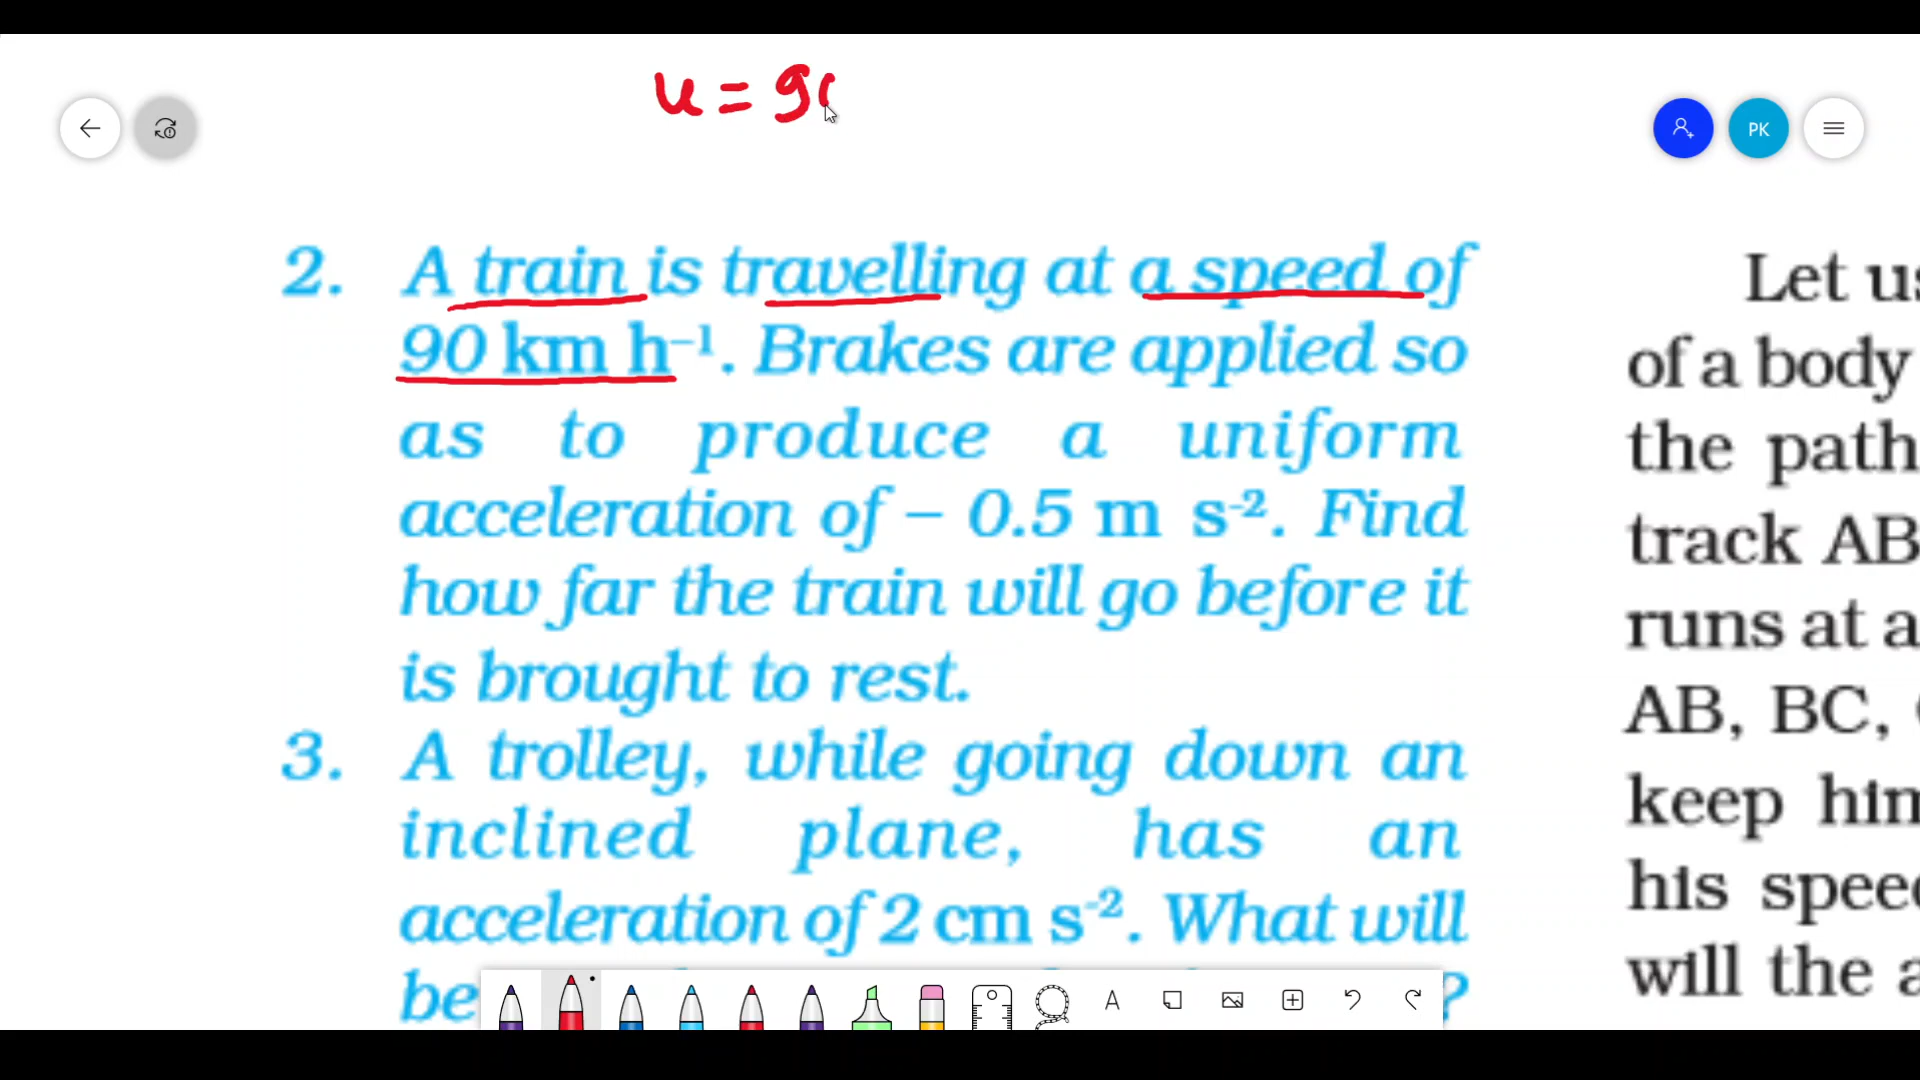 u = 90
PK
2. A train is travelling at a speed of
90 km h⁻¹. Brakes are applied so
as to produce a uniform
acceleration of – 0.5 m s⁻². Find
how far the train will go before it
is brought to rest.
3. A trolley, while going down an
inclined plane, has an
acceleration of 2 cm s⁻². What will
be
?
Let us
of a body
the path
track AB
runs at a
AB, BC,
keep him
his speed
will the a